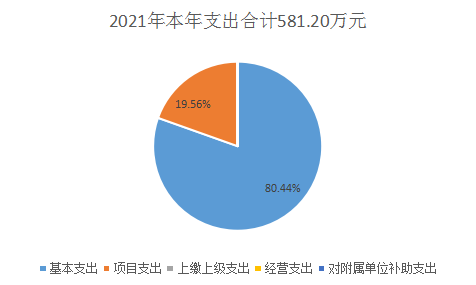 2021年本年支出合计581.20万元
19.56%
80.44%
基本支出 项目支出 上缴上级支出 经营支出 对附属单位补助支出